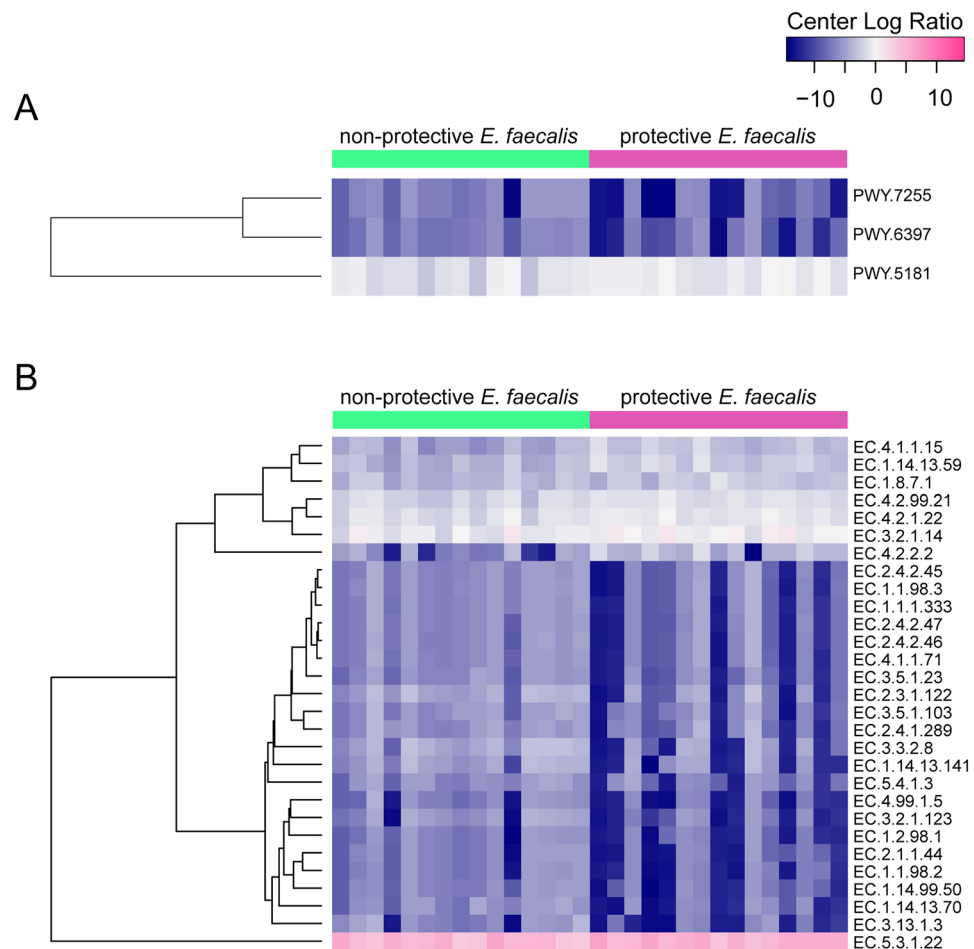 Center Log Ratio
−10 0 10
A
non-protective E. faecalis protective E. faecalis
PWY.7255
PWY.6397
PWY.5181
B
non-protective E. faecalis protective E. faecalis
EC.4.1.1.15
EC.1.14.13.59
EC.1.8.7.1
EC.4.2.99.21
EC.4.2.1.22
EC.3.2.1.14
EC.4.2.2.2
EC.2.4.2.45
EC.1.1.98.3
EC.1.1.1.333
EC.2.4.2.47
EC.2.4.2.46
EC.4.1.1.71
EC.3.5.1.23
EC.2.3.1.122
EC.3.5.1.103
EC.2.4.1.289
EC.3.3.2.8
EC.1.14.13.141
EC.5.4.1.3
EC.4.99.1.5
EC.3.2.1.123
EC.1.2.98.1
EC.2.1.1.44
EC.1.1.98.2
EC.1.14.99.50
EC.1.14.13.70
EC.3.13.1.3
EC.5.3.1.22